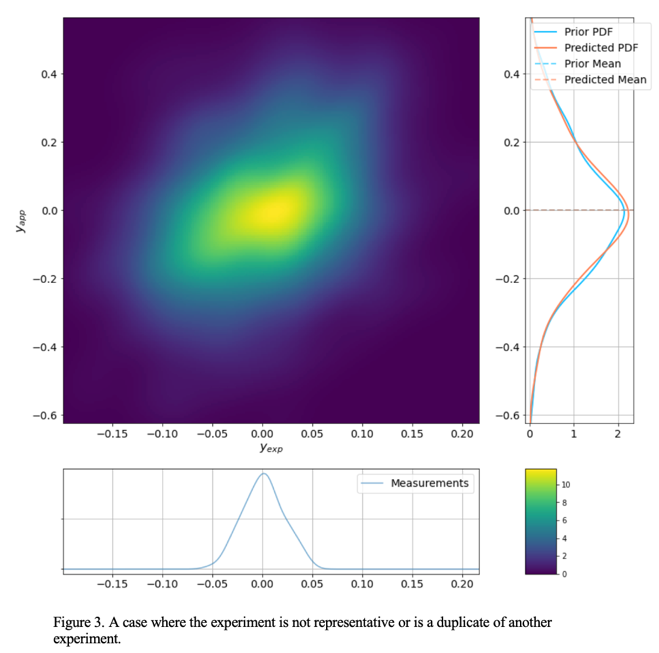 Prior PDF
Predicted PDF
Prior Mean
Predicted Mean
0.4
0.2
0.0
−0.2
−0.4
−0.6
y_app
−0.15 −0.10 −0.05 0.00 0.05 0.10 0.15 0.20
y_exp
0.4
0.2
0.0
−0.2
−0.4
−0.6
0 1 2
Measurements
−0.15 −0.10 −0.05 0.00 0.05 0.10 0.15 0.20
10
8
6
4
2
0
Figure 3. A case where the experiment is not representative or is a duplicate of another
experiment.